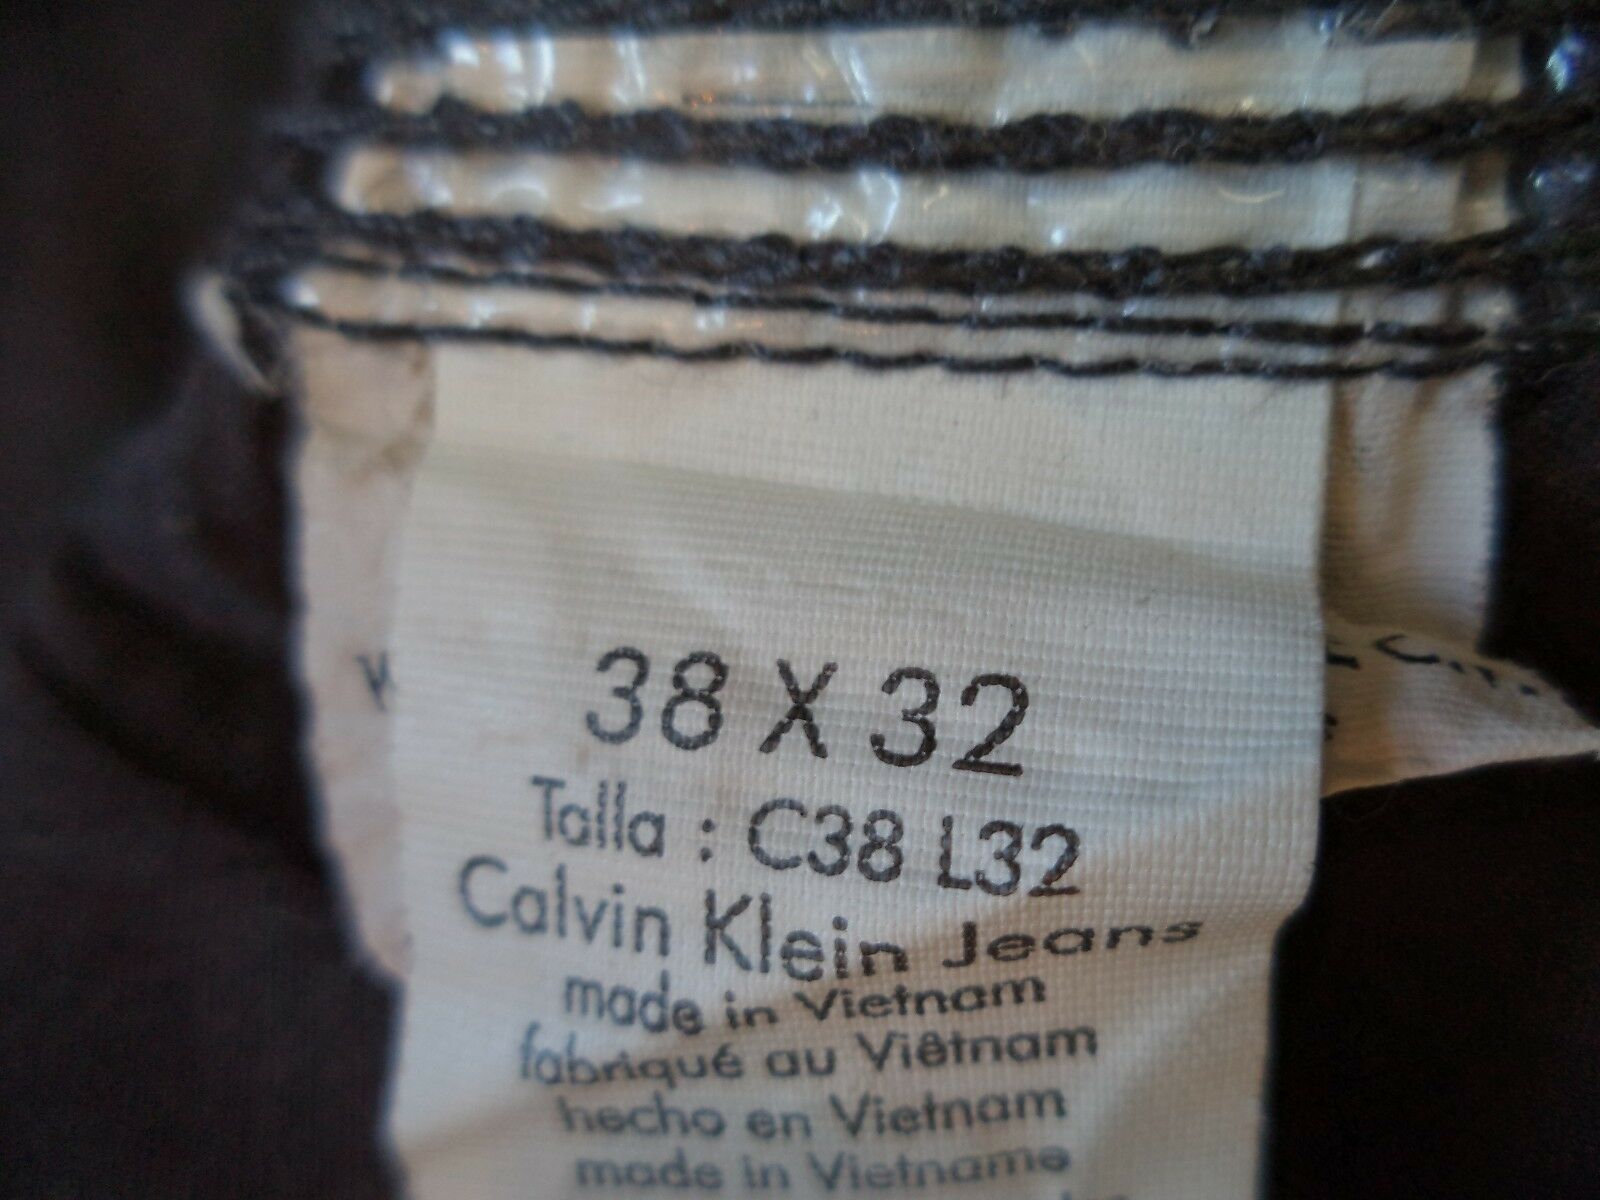 38 X 32
Talla : C38 L32
Calvin Klein Jeans
made in Vietnam
fabriqué au Viêtnam
hecho en Vietnam
made in Vietname